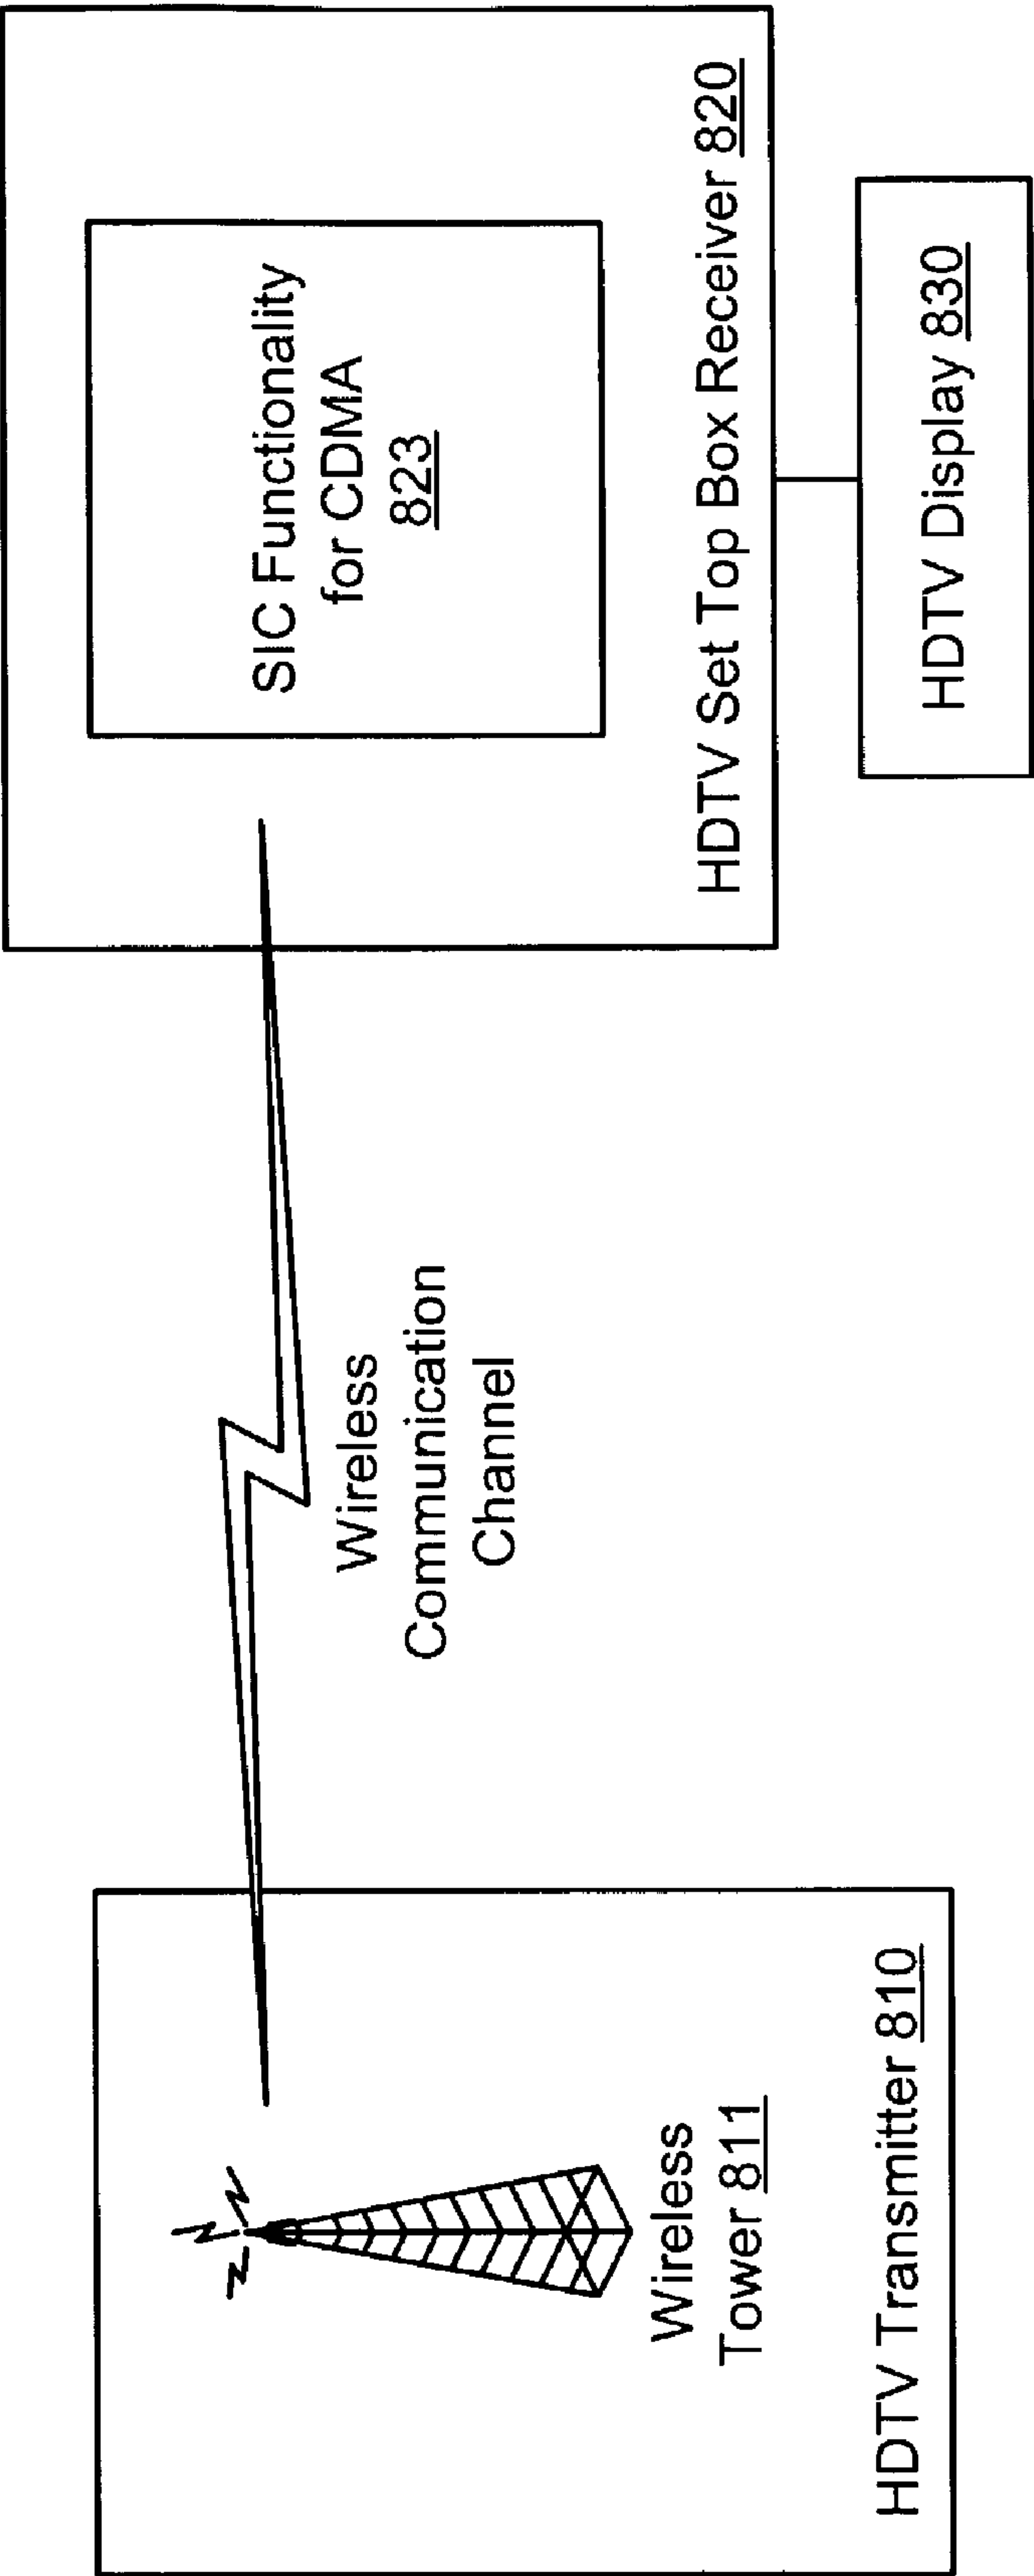 Wireless
Tower 811
HDTV Transmitter 810
Wireless
Communication
Channel
SIC Functionality
for CDMA
823
HDTV Set Top Box Receiver 820
HDTV Display 830